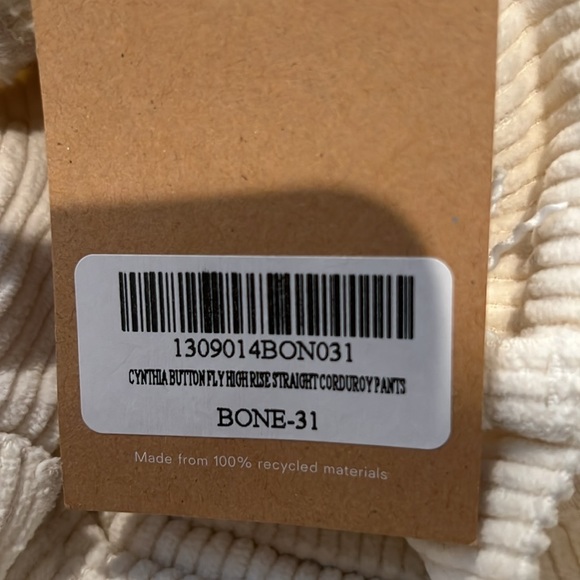 1309014BON031
CYNTHIA BUTTON FLY HIGH RISE STRAIGHT CORDUROY PANTS
BONE-31
Made from 100% recycled materials